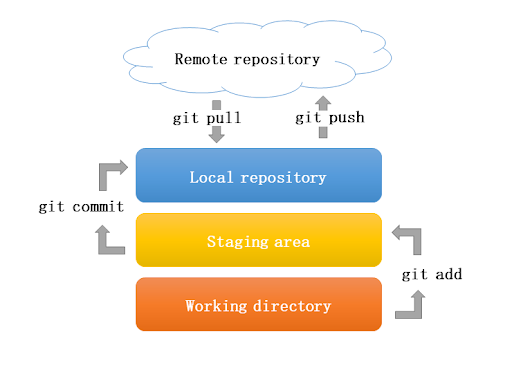 Remote repository
git pull
git push
Local repository
git commit
Staging area
git add
Working directory